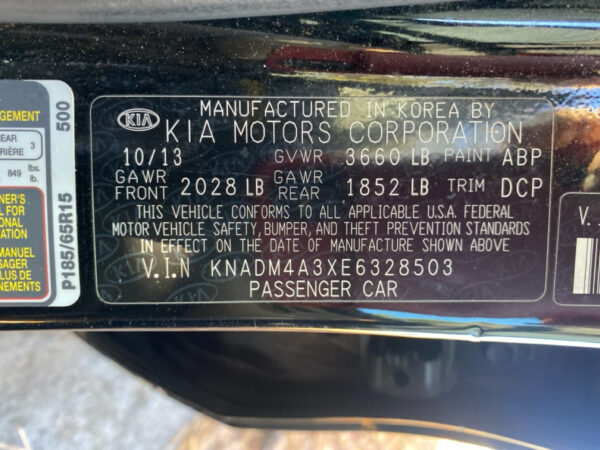 GEMENT
EAR
RIÈRE 3
849 lbs.
kg.
NER'S
L FOR
ONAL
ATION
MANUEL
SAGER
LUS DE
NEMENTS
500
P185/65R15
KIA
MANUFACTURED IN KOREA BY
KIA MOTORS CORPORATION
10/13 GVWR 3660 LB PAINT ABP
GAWR FRONT 2028 LB GAWR REAR 1852 LB TRIM DCP
THIS VEHICLE CONFORMS TO ALL APPLICABLE U.S.A. FEDERAL
MOTOR VEHICLE SAFETY, BUMPER, AND THEFT PREVENTION STANDARDS
IN EFFECT ON THE DATE OF MANUFACTURE SHOWN ABOVE
V.I.N KNADM4A3XE6328503
PASSENGER CAR
V.